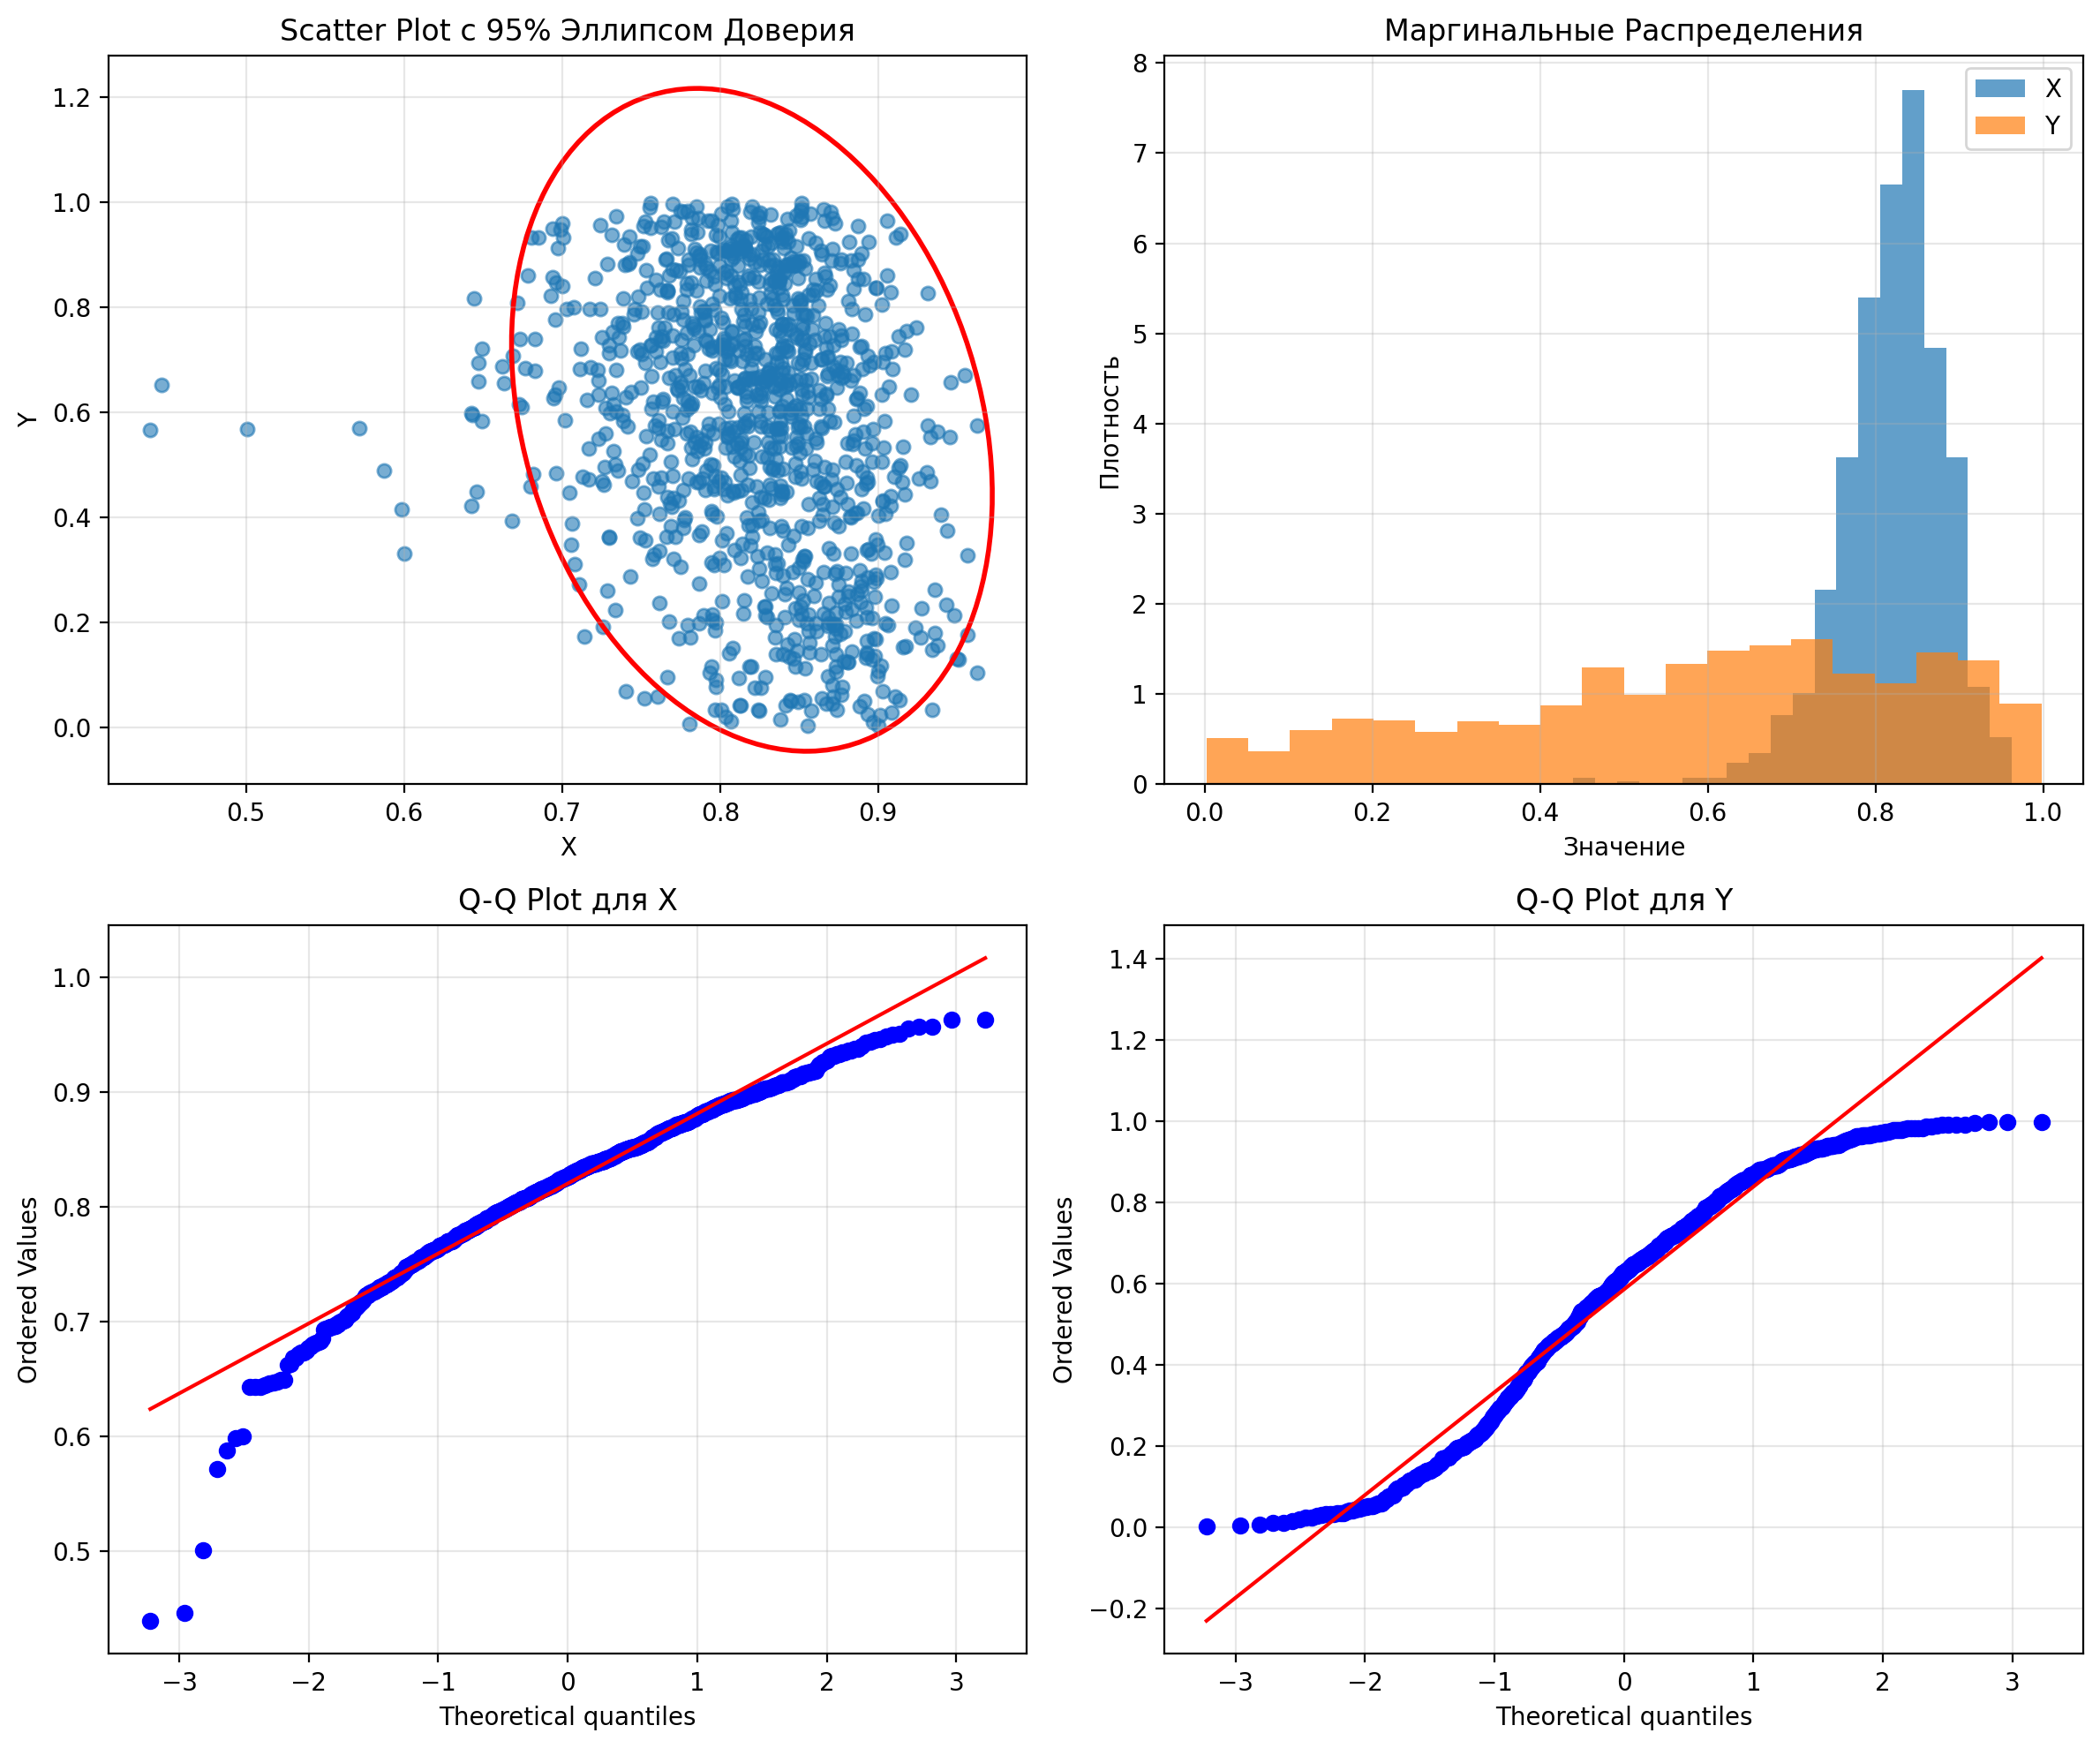 Scatter Plot с 95% Эллипсом Доверия
1.2
1.0
0.8
0.6
0.4
0.2
0.0
Y
0.5 0.6 0.7 0.8 0.9
X
Маргинальные Распределения
X
Y
8
7
6
5
4
3
2
1
0
Плотность
0.0 0.2 0.4 0.6 0.8 1.0
Значение
Q-Q Plot для X
1.0
0.9
0.8
0.7
0.6
0.5
Ordered Values
−3 −2 −1 0 1 2 3
Theoretical quantiles
Q-Q Plot для Y
1.4
1.2
1.0
0.8
0.6
0.4
0.2
0.0
−0.2
Ordered Values
−3 −2 −1 0 1 2 3
Theoretical quantiles